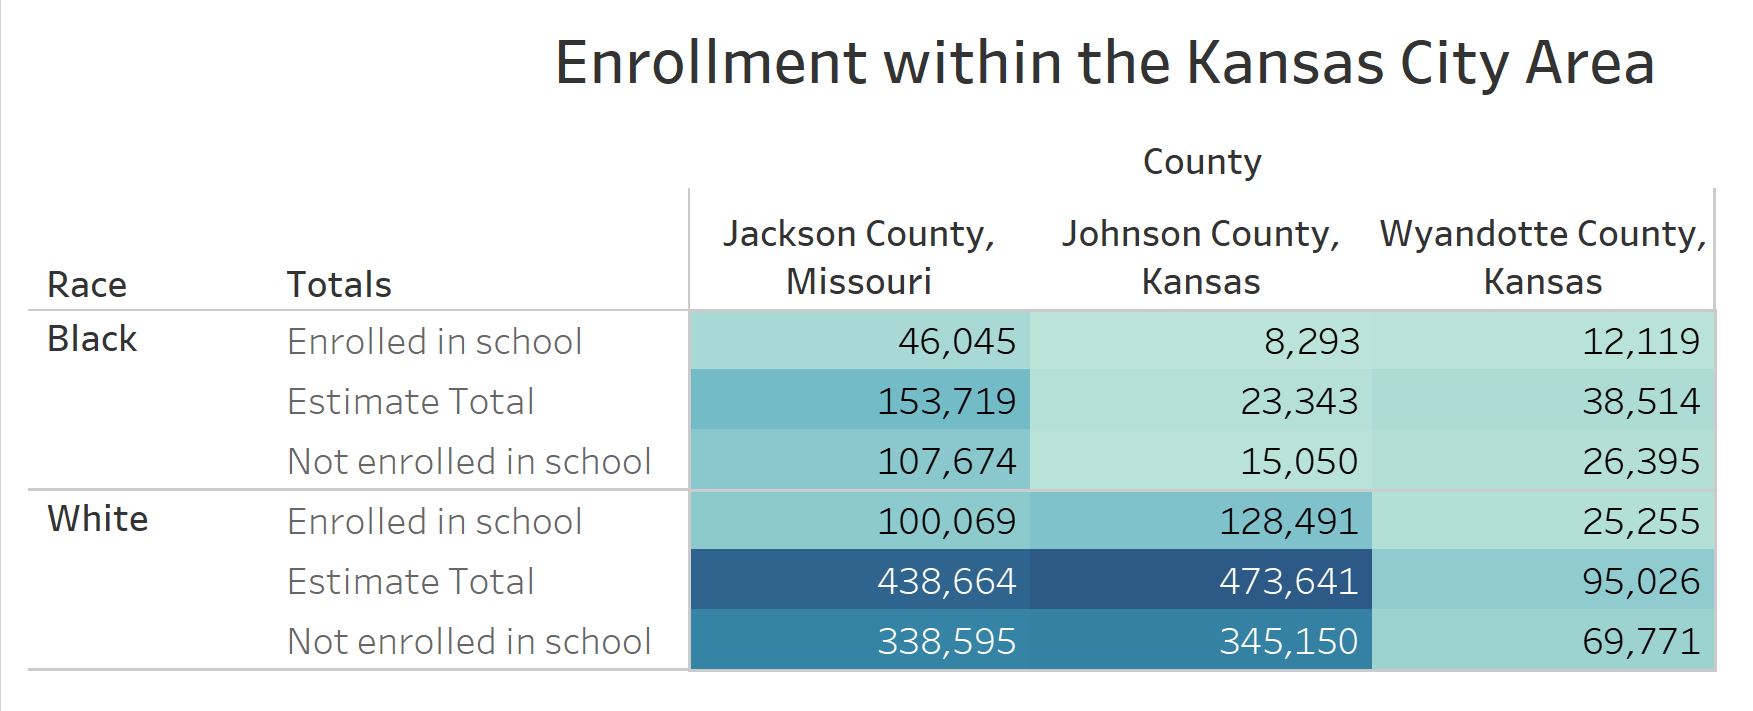 Enrollment within the Kansas City Area
County
Jackson County, Johnson County, Wyandotte County,
Race Totals Missouri Kansas Kansas
Black Enrolled in school 46,045 8,293 12,119
Estimate Total 153,719 23,343 38,514
Not enrolled in school 107,674 15,050 26,395
White Enrolled in school 100,069 128,491 25,255
Estimate Total 438,664 473,641 95,026
Not enrolled in school 338,595 345,150 69,771